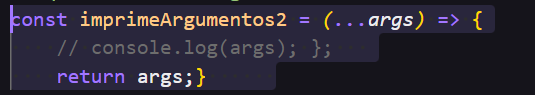 const imprimeArgumentos2 = (...args) => {
    // console.log(args); };
    return args;}